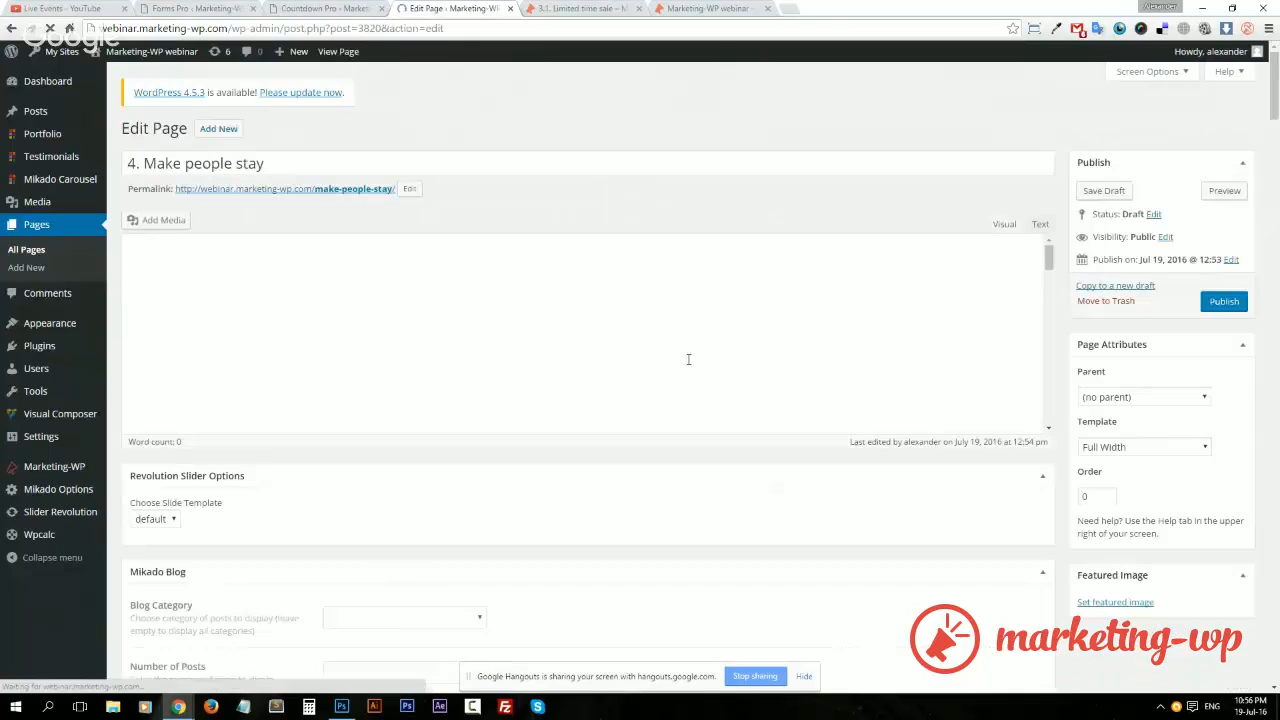 Live Events - YouTube
Forms Pro - Marketing-W
Countdown Pro - Marketin
Edit Page ‹ Marketing-WP
3.1. Limited time sale – M
Marketing-WP webinar –
Alexander
webinar.marketing-wp.com/wp-admin/post.php?post=3820&action=edit
Google
My Sites
Marketing-WP webinar
6
0
New
View Page
Howdy, alexander
Screen Options
Help
WordPress 4.5.3 is available! Please update now.
Edit Page
Add New
4. Make people stay
Permalink: http://webinar.marketing-wp.com/make-people-stay/
Edit
Add Media
Visual
Text
Word count: 0
Last edited by alexander on July 19, 2016 at 12:54 pm
Revolution Slider Options
Choose Slide Template
default
Mikado Blog
Blog Category
Choose category of posts to display (leave
empty to display all categories)
Number of Posts
Dashboard
Posts
Portfolio
Testimonials
Mikado Carousel
Media
Pages
All Pages
Add New
Comments
Appearance
Plugins
Users
Tools
Visual Composer
Settings
Marketing-WP
Mikado Options
Slider Revolution
Wpcalc
Collapse menu
Publish
Save Draft
Preview
Status: Draft Edit
Visibility: Public Edit
Publish on: Jul 19, 2016 @ 12:53 Edit
Copy to a new draft
Move to Trash
Publish
Page Attributes
Parent
(no parent)
Template
Full Width
Order
0
Need help? Use the Help tab in the upper
right of your screen.
Featured Image
Set featured image
marketing-wp
Google Hangouts is sharing your screen with hangouts.google.com.
Stop sharing
Hide
Waiting for webinar.marketing-wp.com...
10:56 PM
19-Jul-16